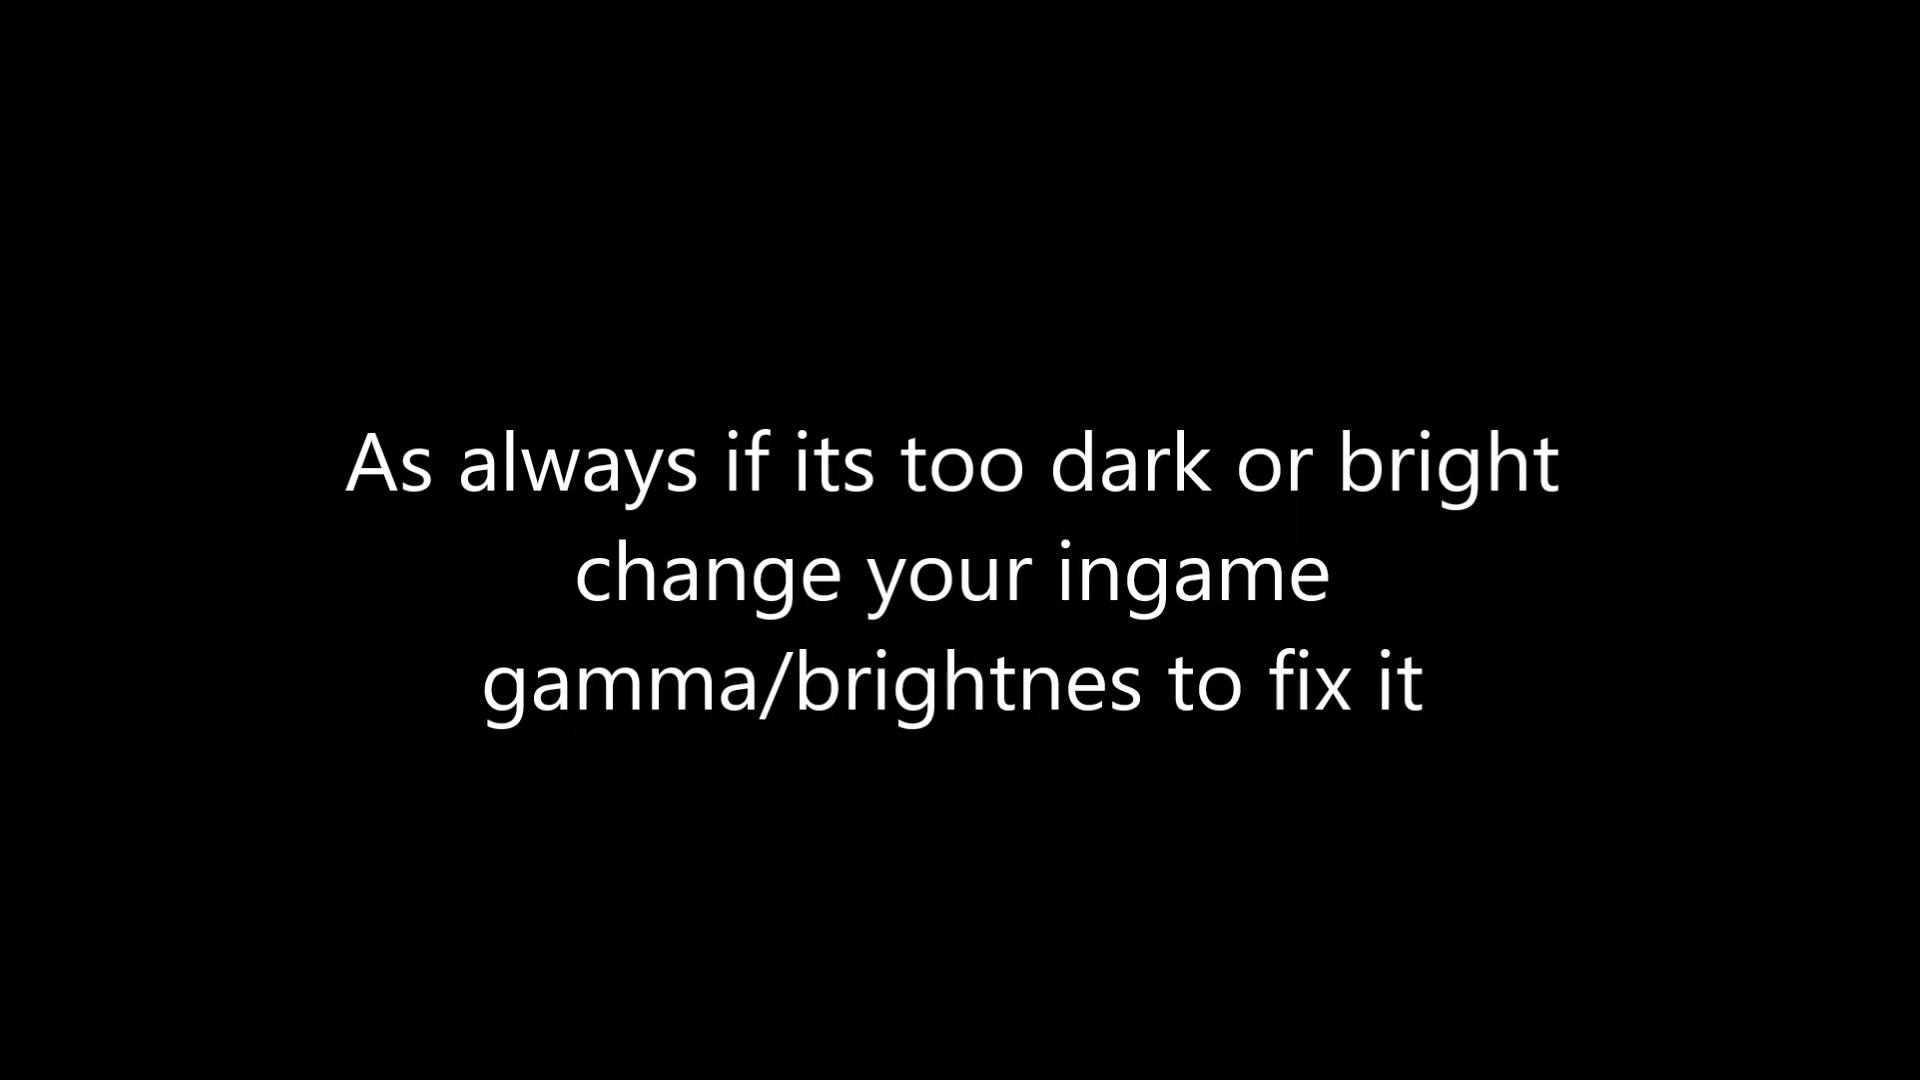 As always if its too dark or bright
change your ingame
gamma/brightnes to fix it